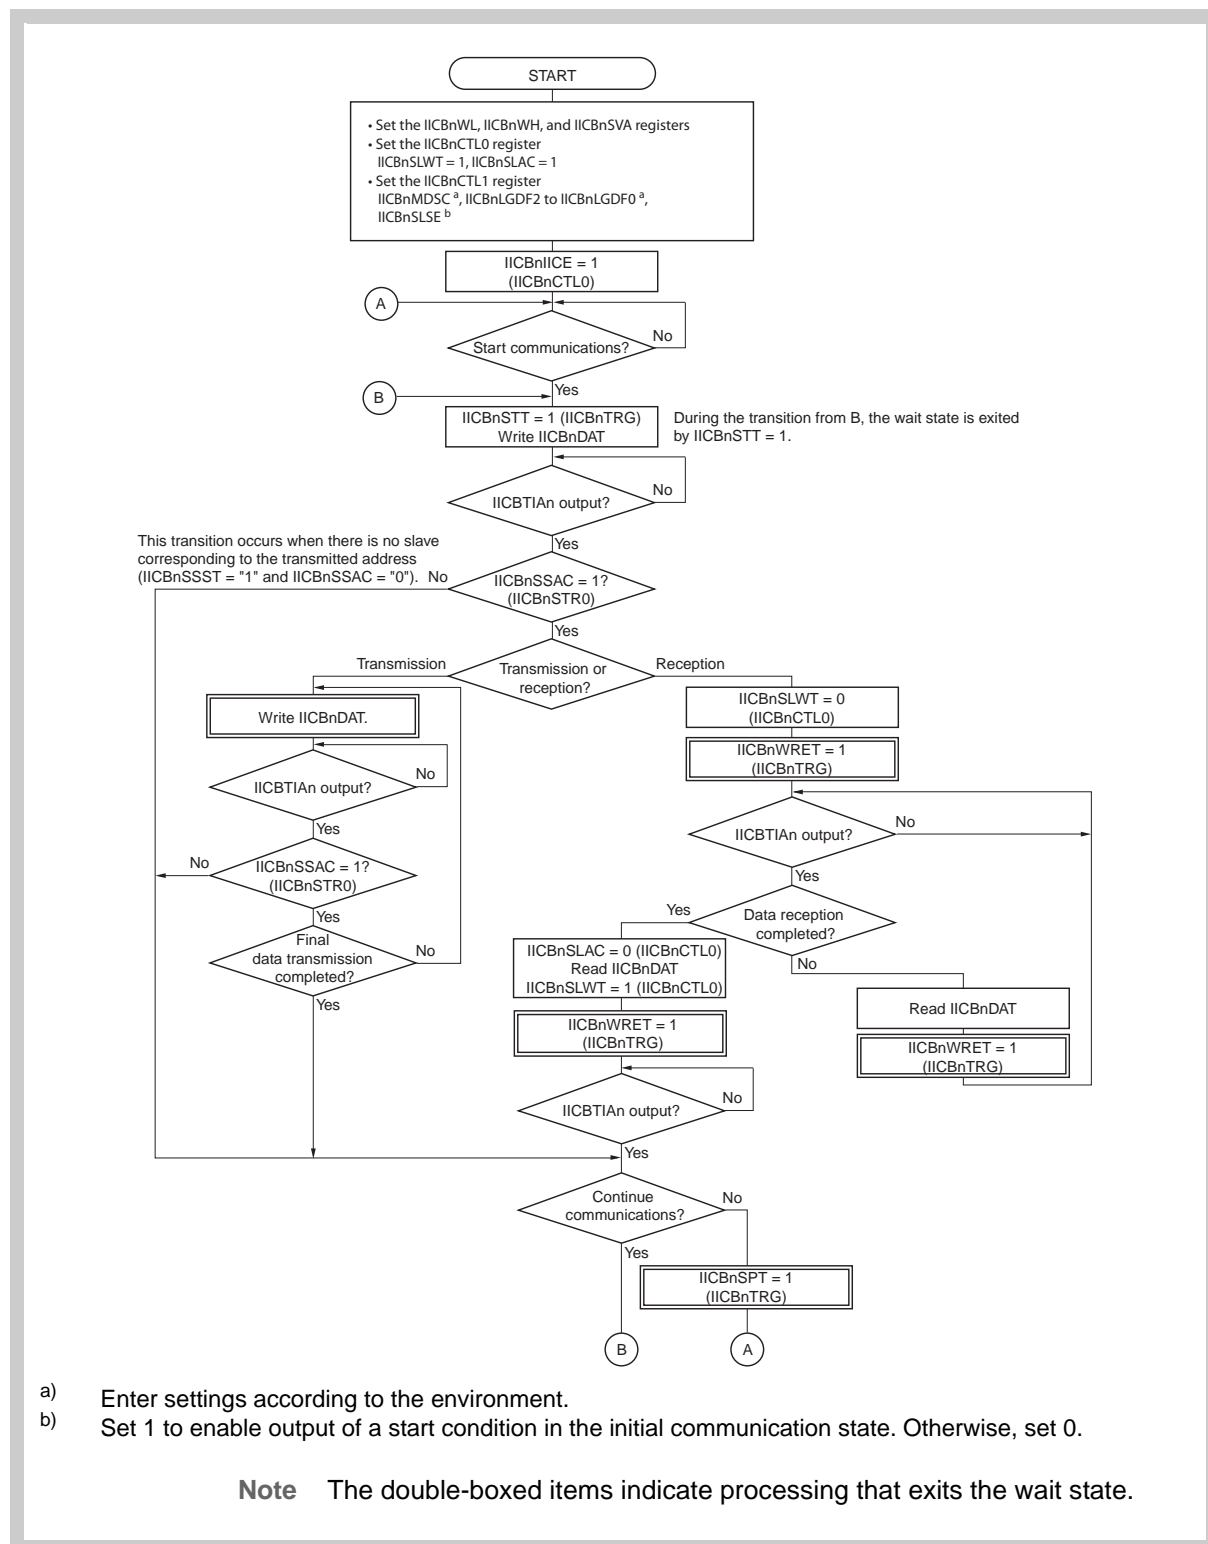 START
• Set the IICBnWL, IICBnWH, and IICBnSVA registers
• Set the IICBnCTL0 register
IICBnSLWT = 1, IICBnSLAC = 1
• Set the IICBnCTL1 register
IICBnMDSC a, IICBnLGDF2 to IICBnLGDF0 a,
IICBnSLSE b
IICBnIICE = 1
(IICBnCTL0)
A
Start communications?
No
Yes
B
IICBnSTT = 1 (IICBnTRG)
Write IICBnDAT
During the transition from B, the wait state is exited
by IICBnSTT = 1.
IICBTIAn output?
No
Yes
This transition occurs when there is no slave
corresponding to the transmitted address
(IICBnSSST = "1" and IICBnSSAC = "0"). No
IICBnSSAC = 1?
(IICBnSTR0)
Yes
Transmission
Transmission or
reception?
Reception
Write IICBnDAT.
IICBTIAn output?
No
Yes
No
IICBnSSAC = 1?
(IICBnSTR0)
Yes
Final
data transmission
completed?
No
Yes
IICBnSLWT = 0
(IICBnCTL0)
IICBnWRET = 1
(IICBnTRG)
IICBTIAn output?
No
Yes
Data reception
completed?
Yes
No
IICBnSLAC = 0 (IICBnCTL0)
Read IICBnDAT
IICBnSLWT = 1 (IICBnCTL0)
IICBnWRET = 1
(IICBnTRG)
Read IICBnDAT
IICBnWRET = 1
(IICBnTRG)
IICBTIAn output?
No
Yes
Continue
communications?
No
Yes
IICBnSPT = 1
(IICBnTRG)
B
A
a) Enter settings according to the environment.
b) Set 1 to enable output of a start condition in the initial communication state. Otherwise, set 0.
Note The double-boxed items indicate processing that exits the wait state.